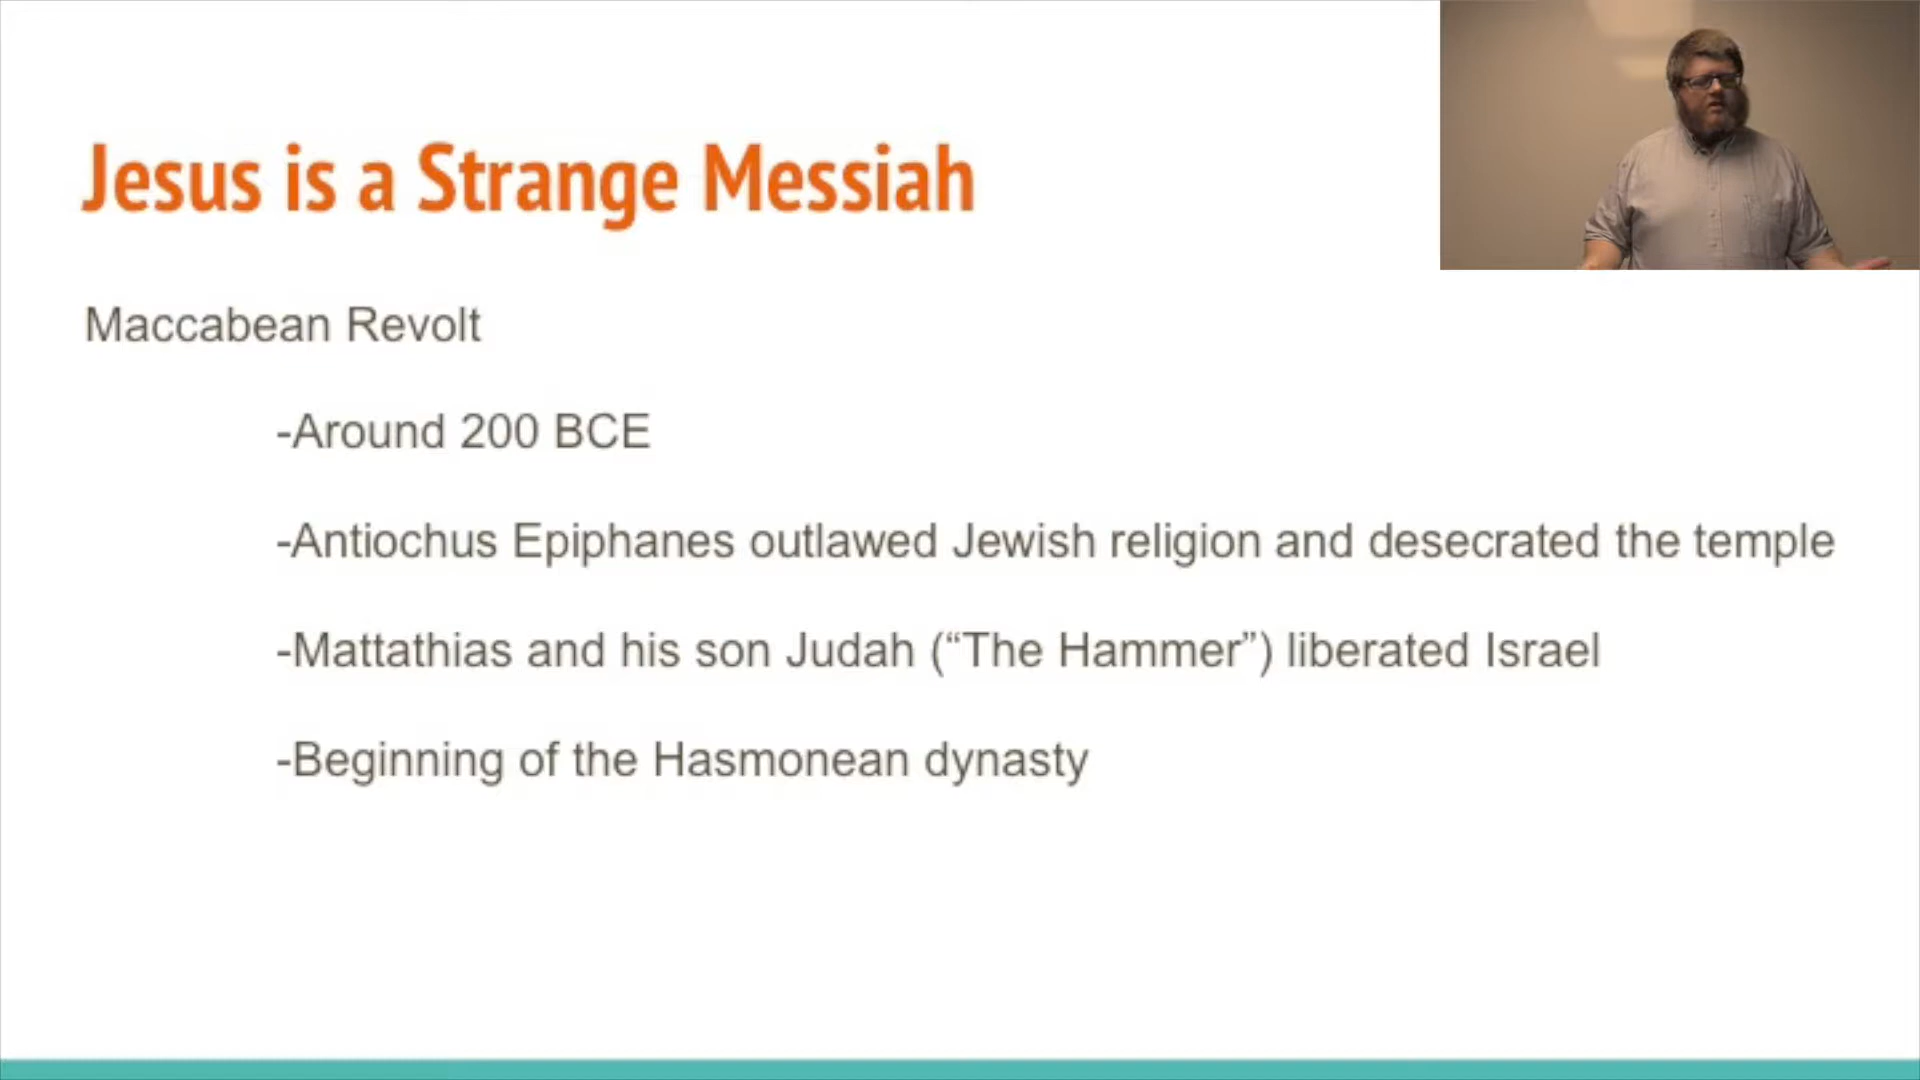 Jesus is a Strange Messiah
Maccabean Revolt
-Around 200 BCE
-Antiochus Epiphanes outlawed Jewish religion and desecrated the temple
-Mattathias and his son Judah (“The Hammer”) liberated Israel
-Beginning of the Hasmonean dynasty